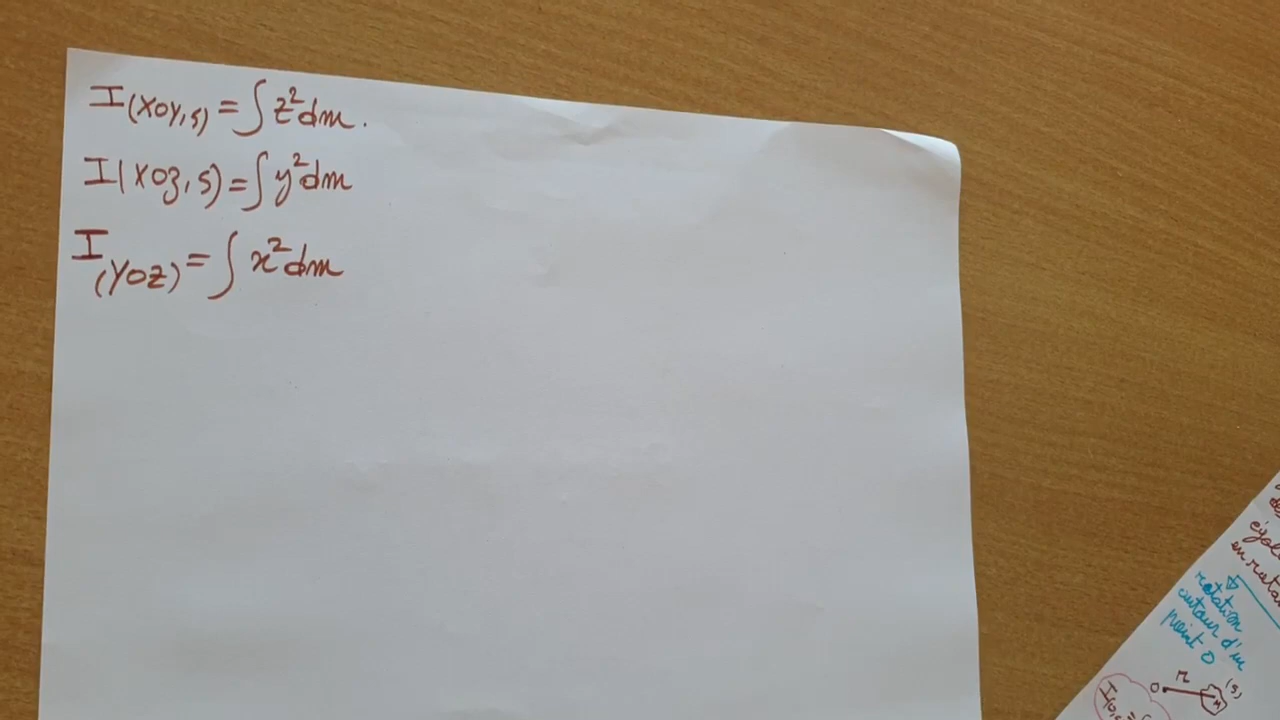 I(XOY,S) = ∫ z² dm.
I(XOz,S) = ∫ y² dm
I(YOZ) = ∫ x² dm
rotation
autour d'un
point O
r
(S)
O
M